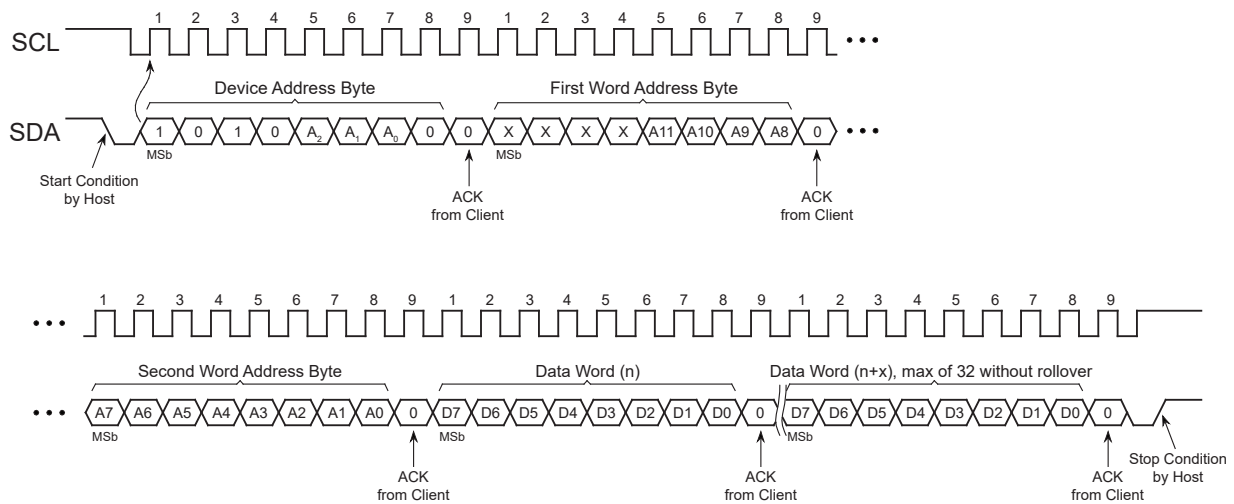 1 2 3 4 5 6 7 8 9 1 2 3 4 5 6 7 8 9
SCL
Device Address Byte First Word Address Byte
SDA 1 0 1 0 A2 A1 A0 0 0 X X X X A11 A10 A9 A8 0
MSb MSb
Start Condition
by Host
ACK
from Client
ACK
from Client
1 2 3 4 5 6 7 8 9 1 2 3 4 5 6 7 8 9 1 2 3 4 5 6 7 8 9
Second Word Address Byte Data Word (n) Data Word (n+x), max of 32 without rollover
A7 A6 A5 A4 A3 A2 A1 A0 0 D7 D6 D5 D4 D3 D2 D1 D0 0 D7 D6 D5 D4 D3 D2 D1 D0 0
MSb MSb MSb
Stop Condition
by Host
ACK
from Client
ACK
from Client
ACK
from Client